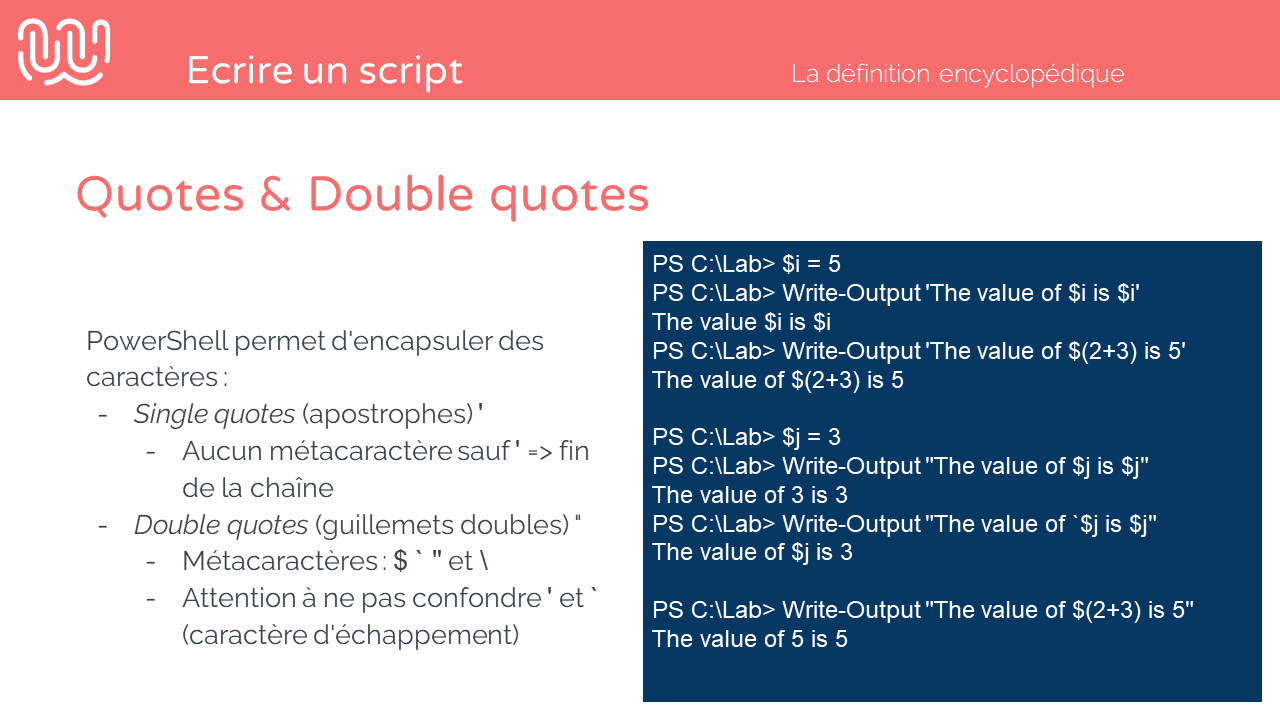 Ecrire un script
La définition encyclopédique
Quotes & Double quotes
PowerShell permet d'encapsuler des
caractères :
- Single quotes (apostrophes) '
- Aucun métacaractère sauf ' => fin
de la chaîne
- Double quotes (guillemets doubles) "
- Métacaractères : $ ` " et \
- Attention à ne pas confondre ' et `
(caractère d'échappement)
PS C:\Lab> $i = 5
PS C:\Lab> Write-Output 'The value of $i is $i'
The value $i is $i
PS C:\Lab> Write-Output 'The value of $(2+3) is 5'
The value of $(2+3) is 5
PS C:\Lab> $j = 3
PS C:\Lab> Write-Output "The value of $j is $j"
The value of 3 is 3
PS C:\Lab> Write-Output "The value of `$j is $j"
The value of $j is 3
PS C:\Lab> Write-Output "The value of $(2+3) is 5"
The value of 5 is 5